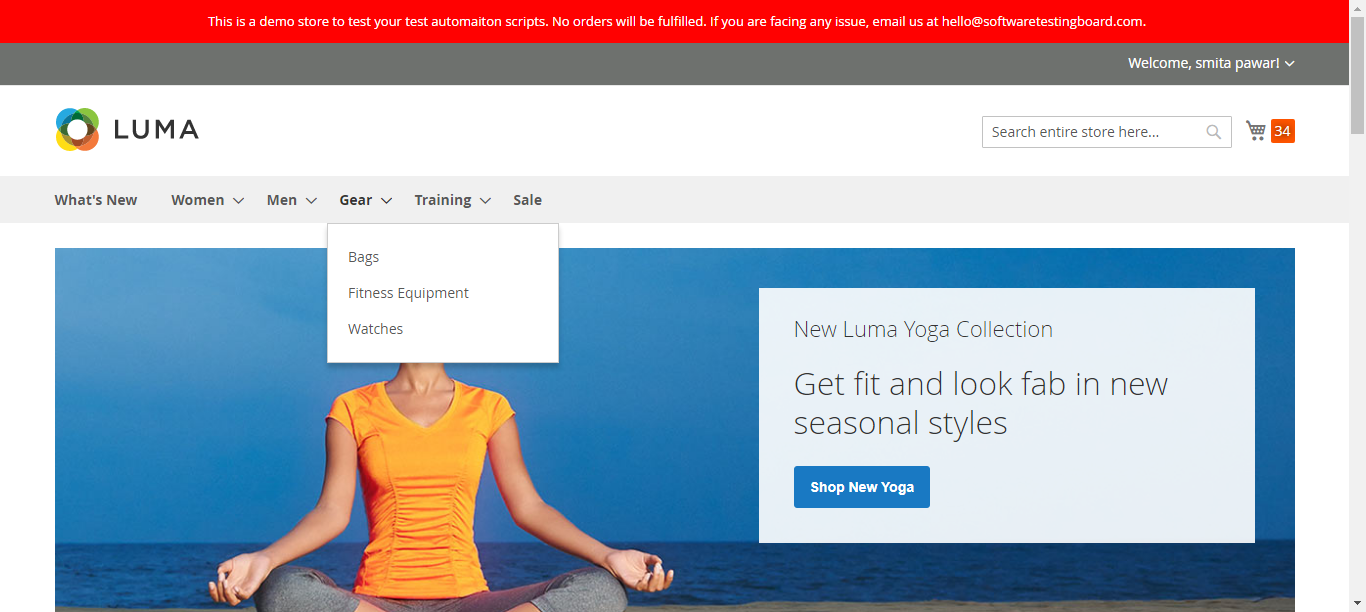 This is a demo store to test your test automaiton scripts. No orders will be fulfilled. If you are facing any issue, email us at hello@softwaretestingboard.com.
Welcome, smita pawar!
LUMA
Search entire store here...
34
What's New Women Men Gear Training Sale
Bags
Fitness Equipment
Watches
New Luma Yoga Collection
Get fit and look fab in new
seasonal styles
Shop New Yoga